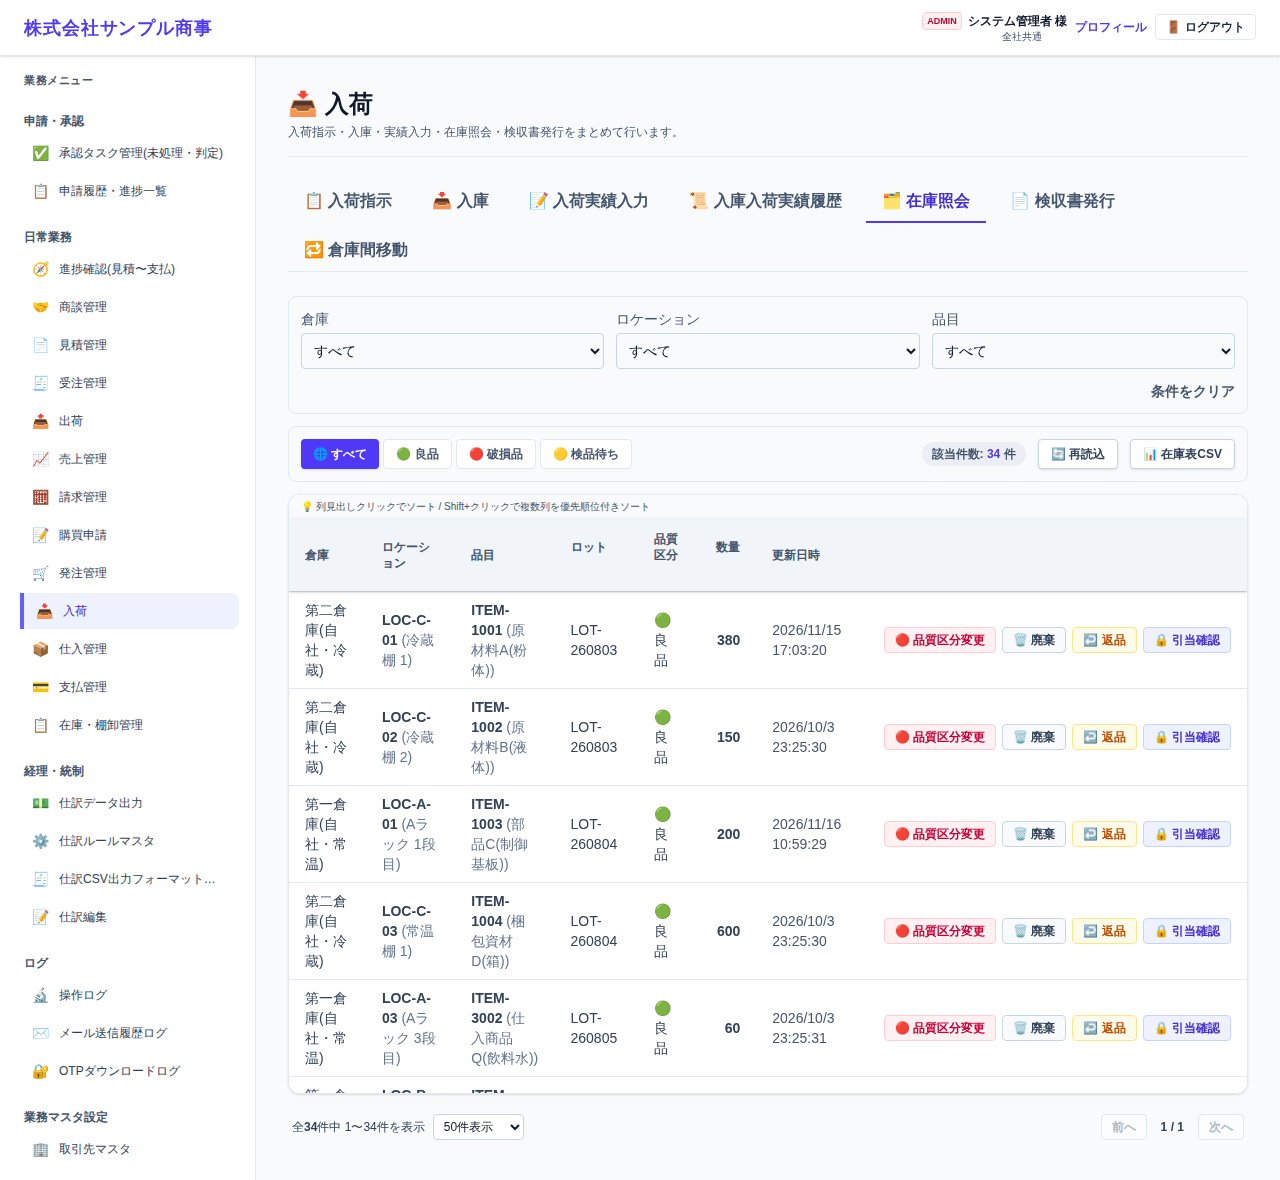 株式会社サンプル商事
ADMIN システム管理者 様
全社共通
プロフィール
🚪 ログアウト
業務メニュー
申請・承認
✅ 承認タスク管理(未処理・判定)
📋 申請履歴・進捗一覧
日常業務
🧭 進捗確認(見積〜支払)
🤝 商談管理
📄 見積管理
🧾 受注管理
📤 出荷
📈 売上管理
🧮 請求管理
📝 購買申請
🛒 発注管理
📥 入荷
📦 仕入管理
💳 支払管理
📋 在庫・棚卸管理
経理・統制
💵 仕訳データ出力
⚙️ 仕訳ルールマスタ
🧾 仕訳CSV出力フォーマット…
📝 仕訳編集
ログ
🔬 操作ログ
✉️ メール送信履歴ログ
🔐 OTPダウンロードログ
業務マスタ設定
🏢 取引先マスタ
📥 入荷
入荷指示・入庫・実績入力・在庫照会・検収書発行をまとめて行います。
📋 入荷指示
📥 入庫
📝 入荷実績入力
📜 入庫入荷実績履歴
🗂️ 在庫照会
📄 検収書発行
🔁 倉庫間移動
倉庫
ロケーション
品目
すべて
すべて
すべて
条件をクリア
🌐 すべて
🟢 良品
🔴 破損品
🟡 検品待ち
該当件数: 34 件
🔄 再読込
📊 在庫表CSV
💡 列見出しクリックでソート / Shift+クリックで複数列を優先順位付きソート
倉庫
ロケーシ
ョン
品目
ロット
品質
区分
数量
更新日時
第二倉
庫(自
社・冷
蔵)
LOC-C-
01 (冷蔵
棚 1)
ITEM-
1001 (原
材料A(粉
体))
LOT-
260803
🟢
良
品
380
2026/11/15
17:03:20
🔴 品質区分変更
🗑️ 廃棄
↩️ 返品
🔒 引当確認
第二倉
庫(自
社・冷
蔵)
LOC-C-
02 (冷蔵
棚 2)
ITEM-
1002 (原
材料B(液
体))
LOT-
260803
🟢
良
品
150
2026/10/3
23:25:30
🔴 品質区分変更
🗑️ 廃棄
↩️ 返品
🔒 引当確認
第一倉
庫(自
社・常
温)
LOC-A-
01 (Aラ
ック 1段
目)
ITEM-
1003 (部
品C(制御
基板))
LOT-
260804
🟢
良
品
200
2026/11/16
10:59:29
🔴 品質区分変更
🗑️ 廃棄
↩️ 返品
🔒 引当確認
第二倉
庫(自
社・冷
蔵)
LOC-C-
03 (常温
棚 1)
ITEM-
1004 (梱
包資材
D(箱))
LOT-
260804
🟢
良
品
600
2026/10/3
23:25:30
🔴 品質区分変更
🗑️ 廃棄
↩️ 返品
🔒 引当確認
第一倉
庫(自
社・常
温)
LOC-A-
03 (Aラ
ック 3段
目)
ITEM-
3002 (仕
入商品
Q(飲料水))
LOT-
260805
🟢
良
品
60
2026/10/3
23:25:31
🔴 品質区分変更
🗑️ 廃棄
↩️ 返品
🔒 引当確認
全34件中 1〜34件を表示
50件表示
前へ
1 / 1
次へ